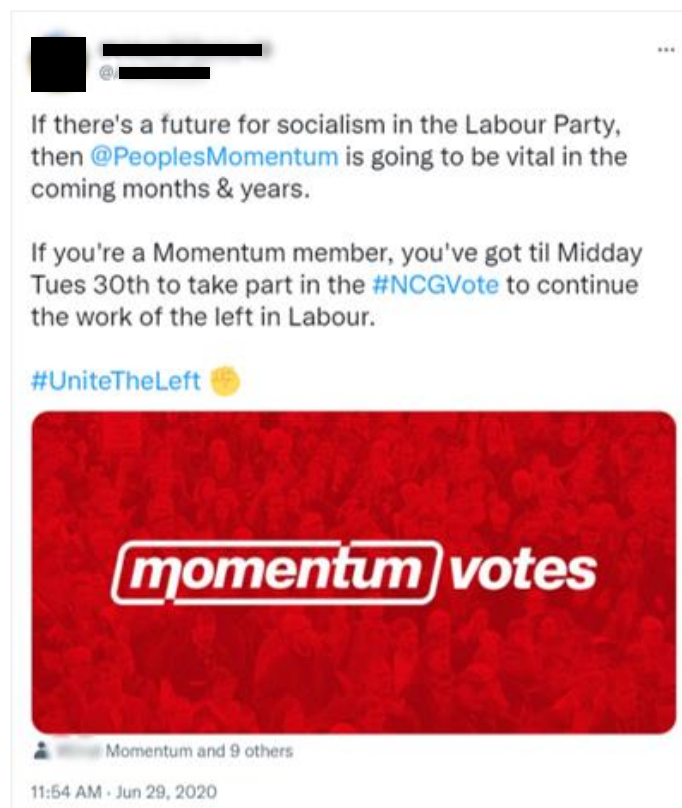 @
If there's a future for socialism in the Labour Party,
then @PeoplesMomentum is going to be vital in the
coming months & years.
If you're a Momentum member, you've got til Midday
Tues 30th to take part in the #NCGVote to continue
the work of the left in Labour.
#UniteTheLeft ✊
momentum votes
Momentum and 9 others
11:54 AM · Jun 29, 2020